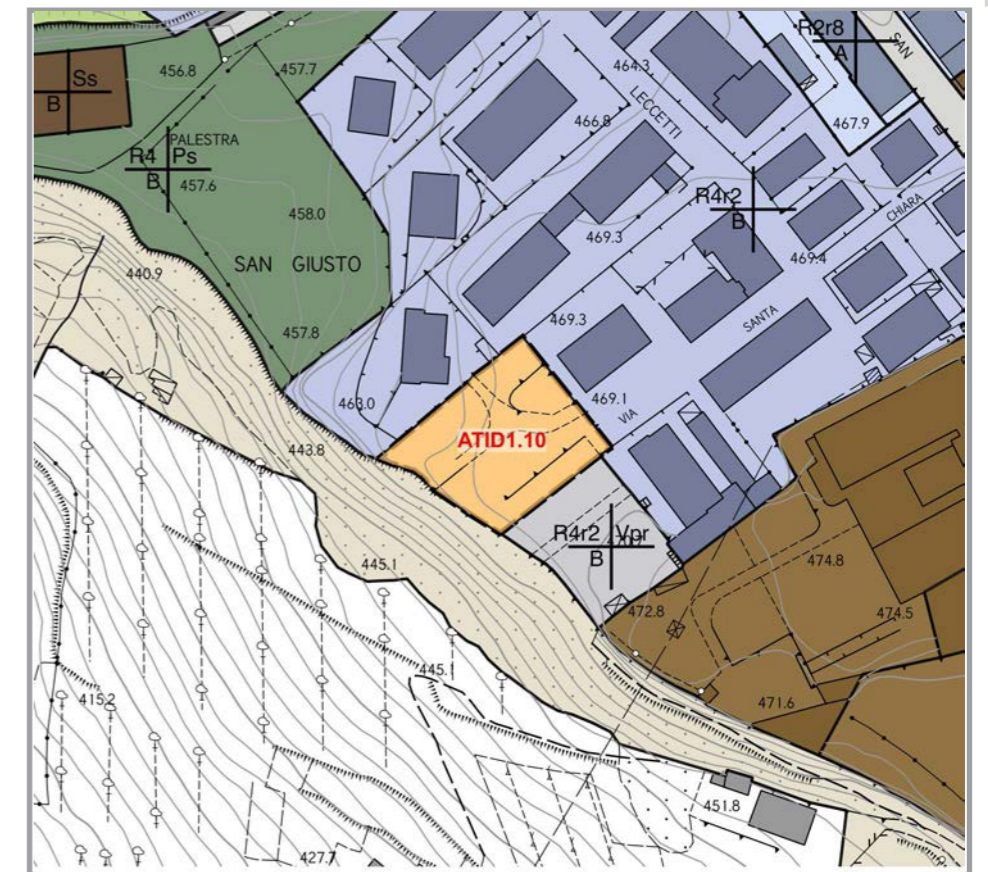 R2r8
SAN
A
Ss
456.8
457.7
464.3
B
LECCETTI
466.8
467.9
PALESTRA
R4
Ps
B
457.6
R4r2
B
458.0
CHIARA
469.3
469.4
SAN GIUSTO
440.9
457.8
469.3
SANTA
463.0
469.1
VIA
ATID1.10
443.8
R4r2
Vpr
B
445.1
474.8
472.8
474.5
445.1
415.2
471.6
451.8
427.7